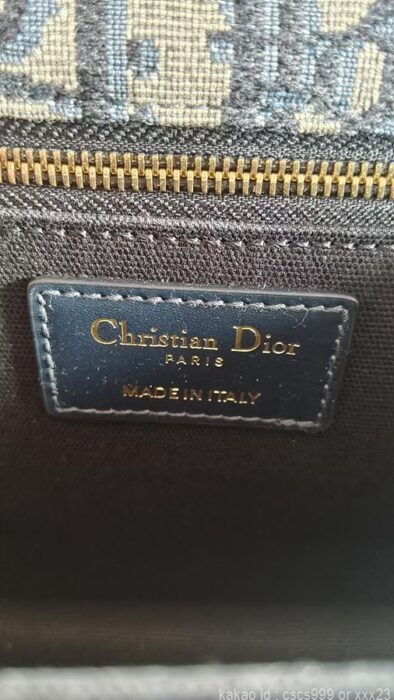 Christian Dior
PARIS
MADE IN ITALY
kakao id : cscs999 or xxx23